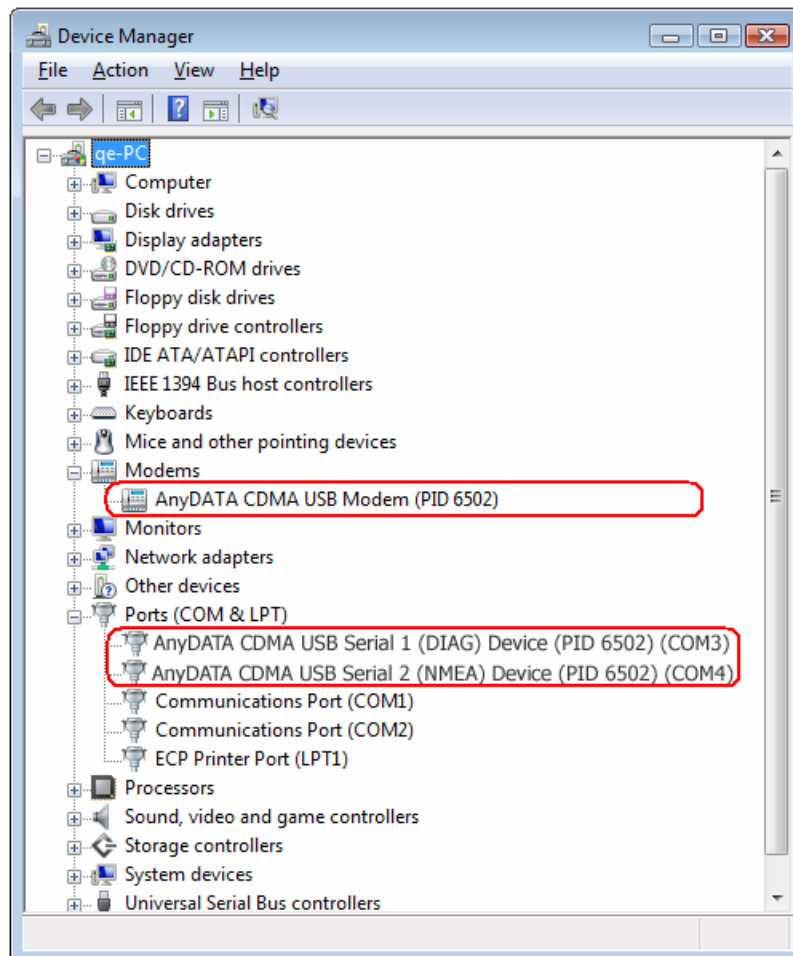 Device Manager
File Action View Help
qe-PC
Computer
Disk drives
Display adapters
DVD/CD-ROM drives
Floppy disk drives
Floppy drive controllers
IDE ATA/ATAPI controllers
IEEE 1394 Bus host controllers
Keyboards
Mice and other pointing devices
Modems
AnyDATA CDMA USB Modem (PID 6502)
Monitors
Network adapters
Other devices
Ports (COM & LPT)
AnyDATA CDMA USB Serial 1 (DIAG) Device (PID 6502) (COM3)
AnyDATA CDMA USB Serial 2 (NMEA) Device (PID 6502) (COM4)
Communications Port (COM1)
Communications Port (COM2)
ECP Printer Port (LPT1)
Processors
Sound, video and game controllers
Storage controllers
System devices
Universal Serial Bus controllers